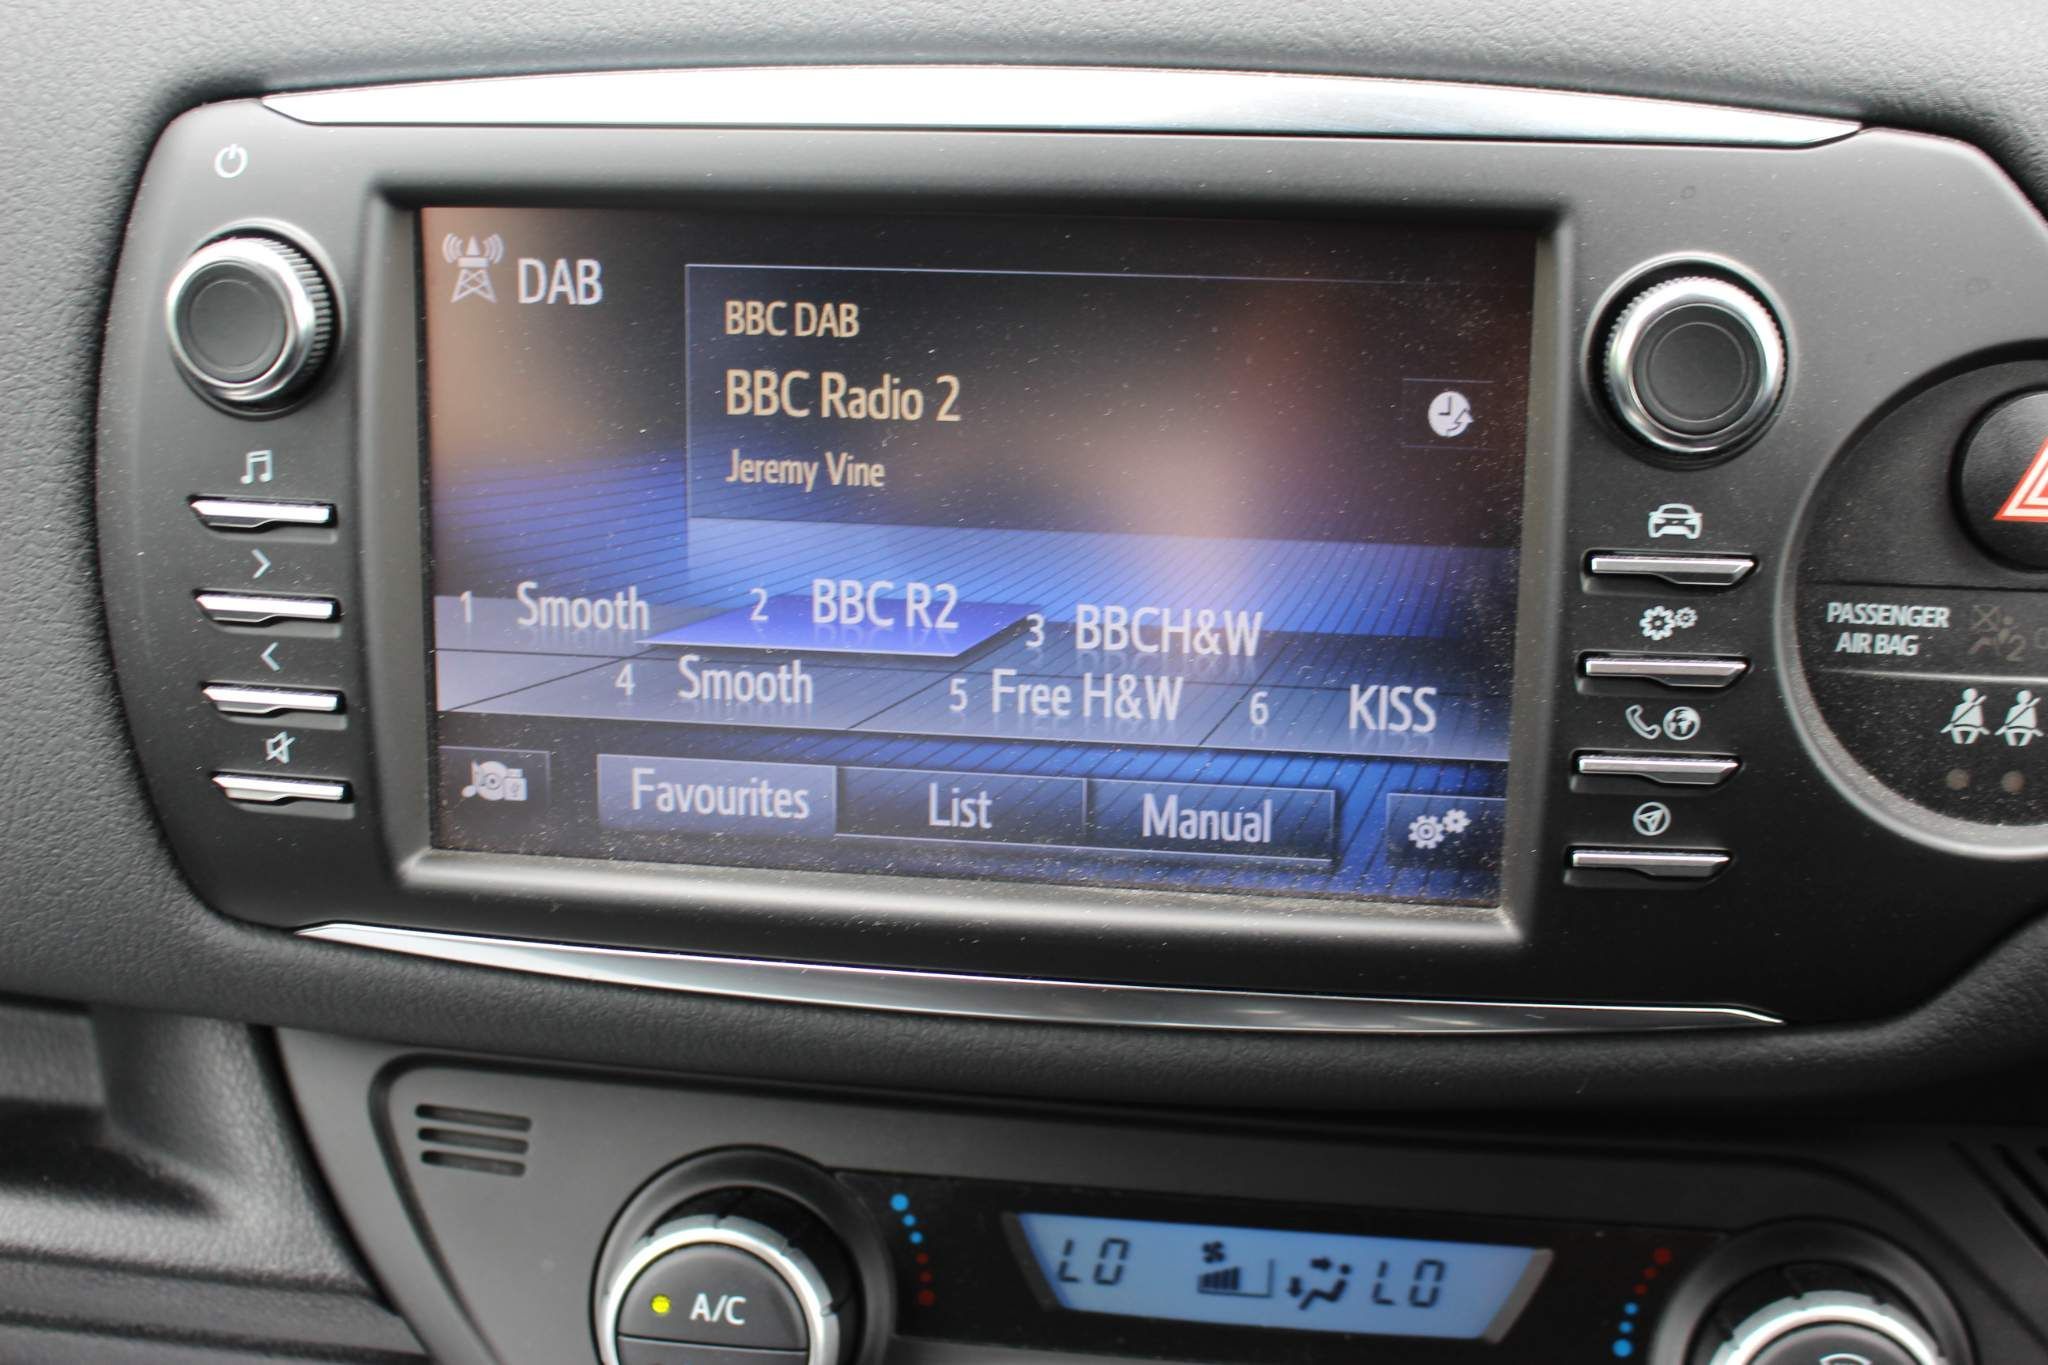 DAB
BBC DAB
BBC Radio 2
Jeremy Vine
1 Smooth 2 BBC R2 3 BBCH&W
4 Smooth 5 Free H&W 6 KISS
Favourites List Manual
PASSENGER
AIR BAG
2
A/C
LO LO